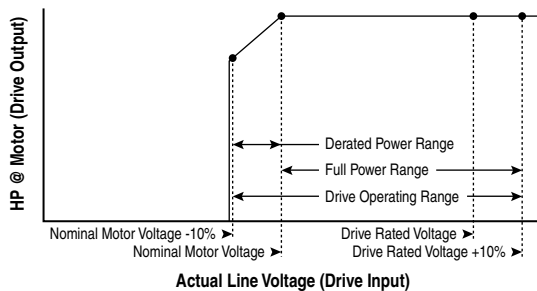 HP @ Motor (Drive Output)
Derated Power Range
Full Power Range
Drive Operating Range
Nominal Motor Voltage -10%
Drive Rated Voltage
Nominal Motor Voltage
Drive Rated Voltage +10%
Actual Line Voltage (Drive Input)